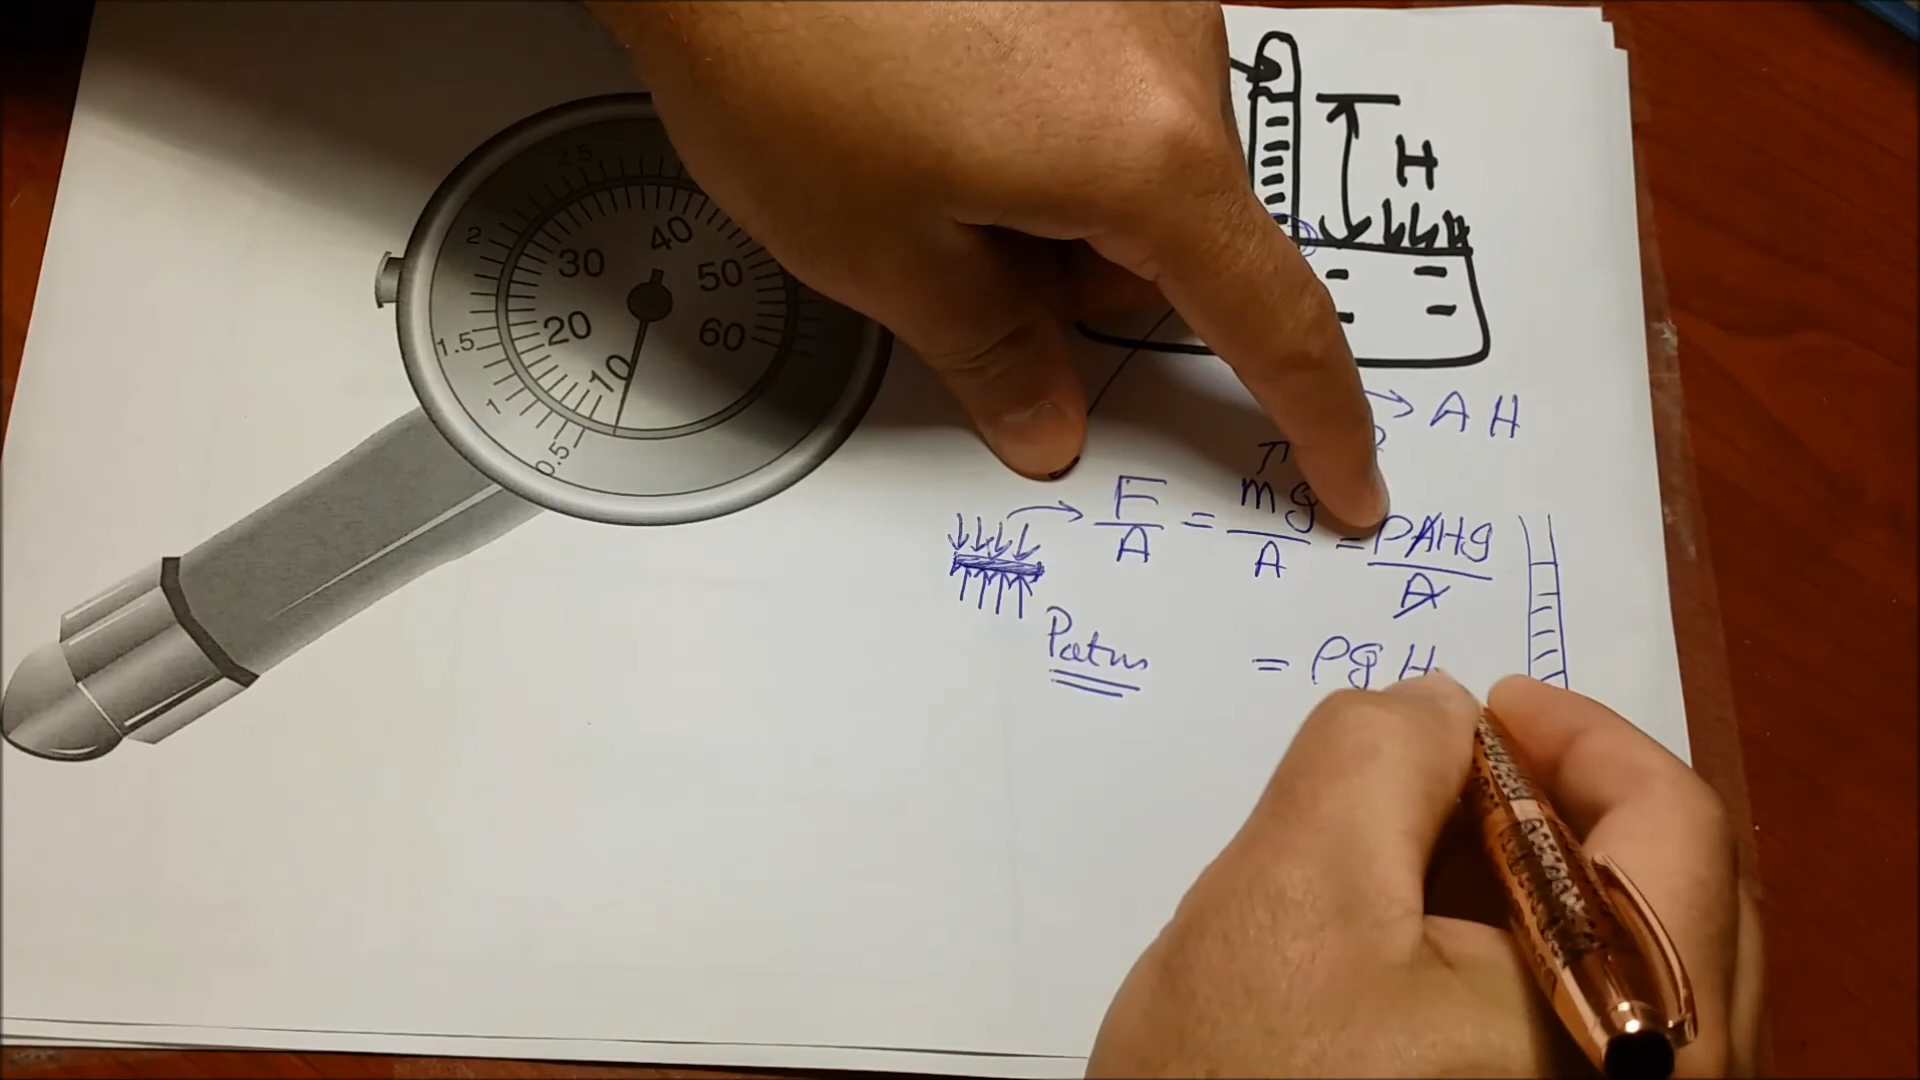 2.5
2
40
30
50
20
60
1.5
10
1
0.5
H
→ A H
F/A = mg/A = ρAHg/A
Patm = ρgH